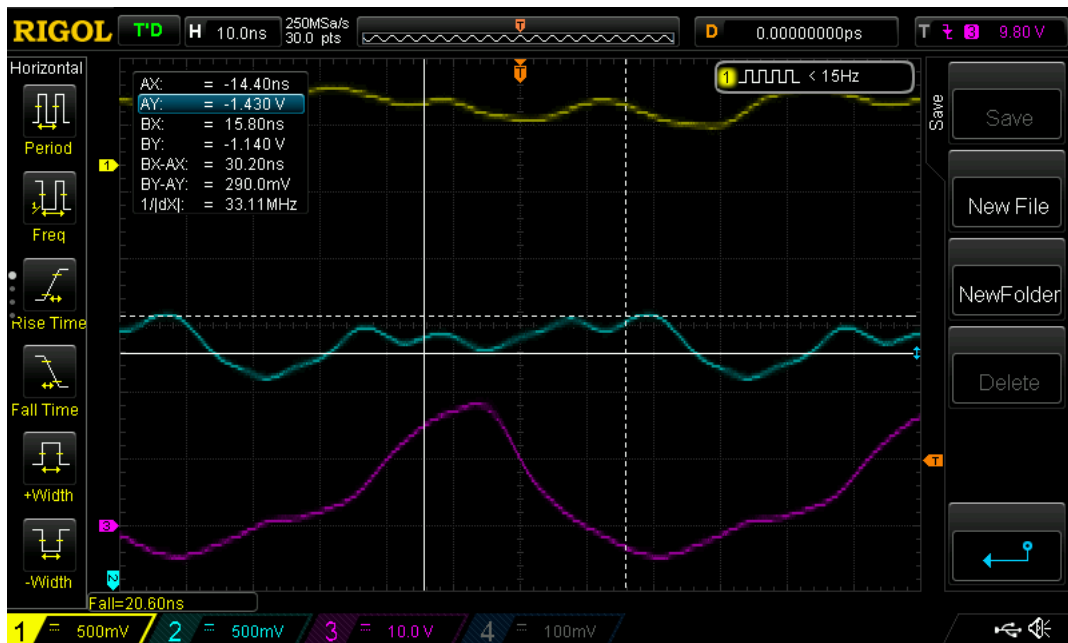 RIGOL T'D H 10.0ns 250MSa/s 30.0 pts T D 0.00000000ps T 3 9.80 V
Horizontal
Period
Freq
Rise Time
Fall Time
+Width
-Width
AX: = -14.40ns
AY: = -1.430 V
BX: = 15.80ns
BY: = -1.140 V
BX-AX: = 30.20ns
BY-AY: = 290.0mV
1/|dX|: = 33.11MHz
T
1 < 15Hz
1
3
2
T
Save
Save
New File
NewFolder
Delete
Fall=20.60ns
1 = 500mV 2 = 500mV 3 = 10.0 V 4 = 100mV